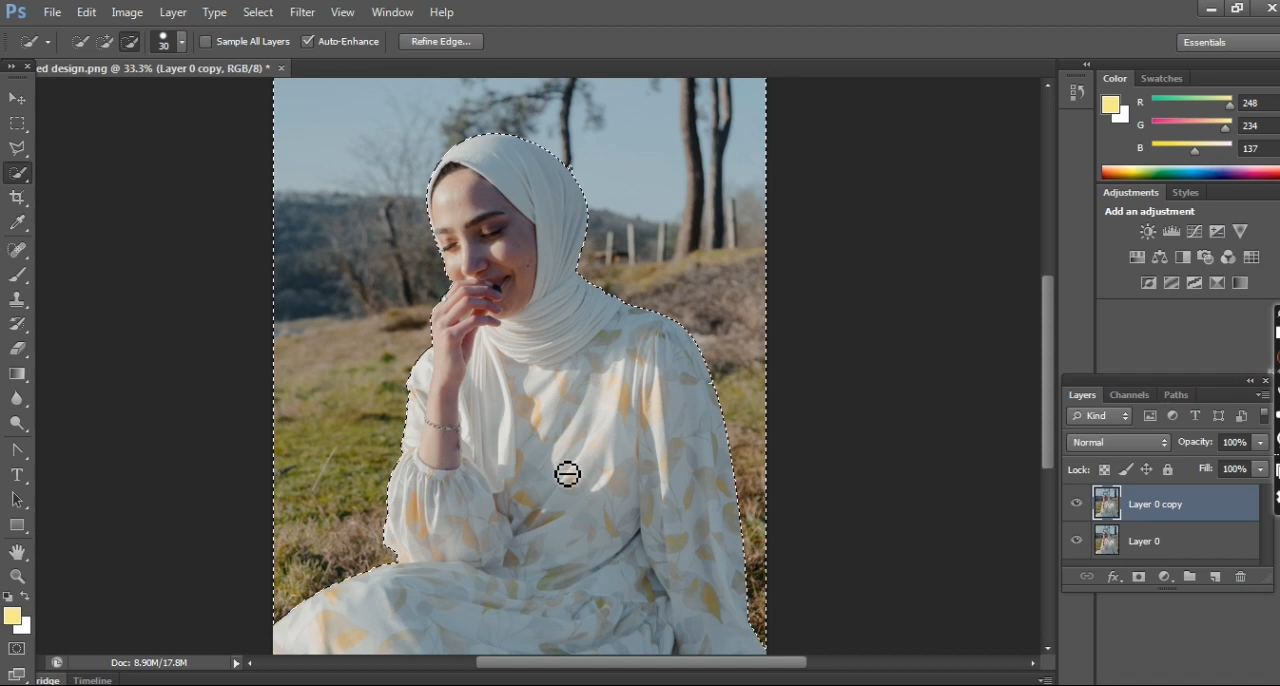 Ps File Edit Image Layer Type Select Filter View Window Help
30 Sample All Layers Auto-Enhance Refine Edge... Essentials
ed design.png @ 33.3% (Layer 0 copy, RGB/8) * ×
Color Swatches
R 248
G 234
B 137
Adjustments Styles
Add an adjustment
Layers Channels Paths
Kind
Normal Opacity: 100%
Lock: Fill: 100%
Layer 0 copy
Layer 0
fx
Doc: 8.90M/17.8M
ridge Timeline